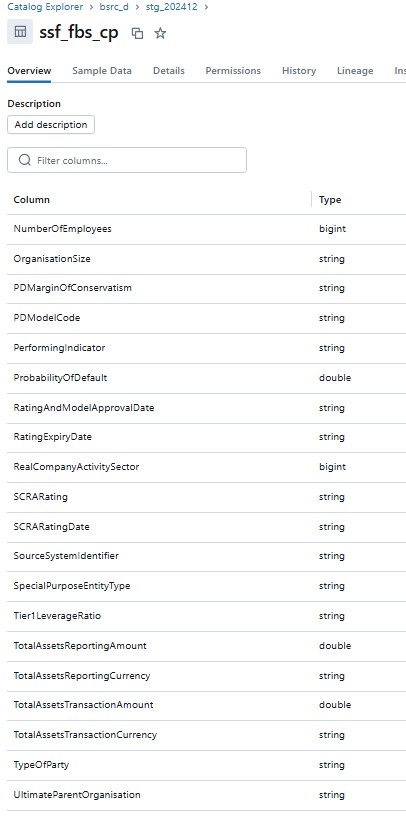 Catalog Explorer > bsrc_d > stg_202412 >
ssf_fbs_cp
Overview Sample Data Details Permissions History Lineage Ins
Description
Add description
Filter columns...
Column Type
NumberOfEmployees bigint
OrganisationSize string
PDMarginOfConservatism string
PDModelCode string
PerformingIndicator string
ProbabilityOfDefault double
RatingAndModelApprovalDate string
RatingExpiryDate string
RealCompanyActivitySector bigint
SCRARating string
SCRARatingDate string
SourceSystemIdentifier string
SpecialPurposeEntityType string
Tier1LeverageRatio string
TotalAssetsReportingAmount double
TotalAssetsReportingCurrency string
TotalAssetsTransactionAmount double
TotalAssetsTransactionCurrency string
TypeOfParty string
UltimateParentOrganisation string